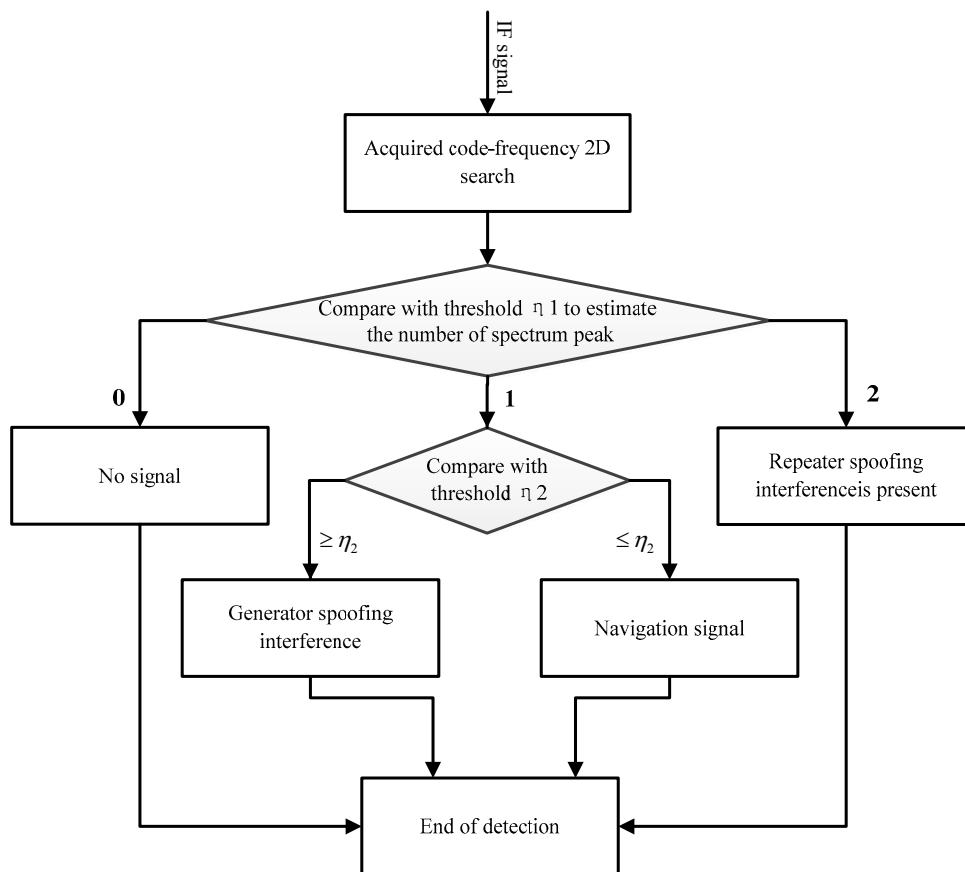 IF signal
Acquired code-frequency 2D
search
Compare with threshold η1 to estimate
the number of spectrum peak
0
1
2
No signal
Compare with
threshold η2
Repeater spoofing
interferenceis present
≥ η₂
≤ η₂
Generator spoofing
interference
Navigation signal
End of detection